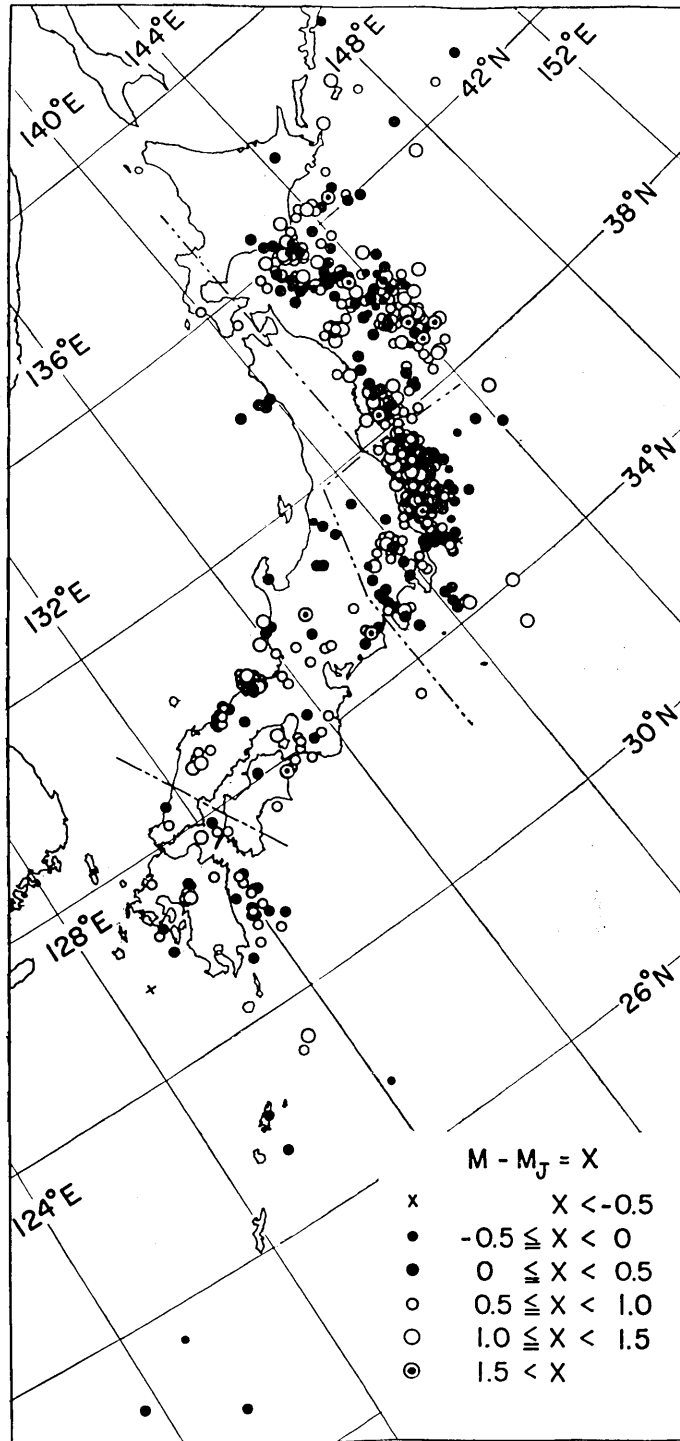 144°E
148°E
42°N
152°E
140°E
38°N
136°E
34°N
132°E
30°N
128°E
26°N
124°E
M - M_J = X
x X < -0.5
● -0.5 ≦ X < 0
● 0 ≦ X < 0.5
○ 0.5 ≦ X < 1.0
○ 1.0 ≦ X < 1.5
◉ 1.5 < X